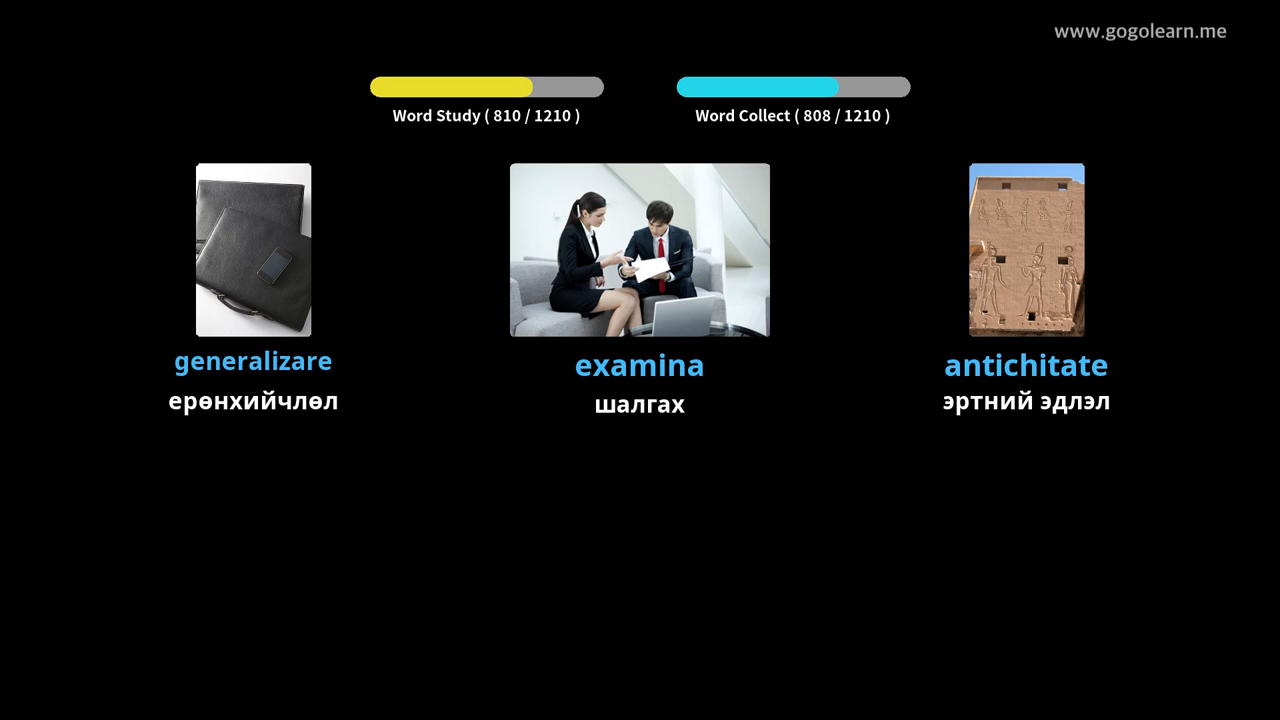 www.gogolearn.me
Word Study ( 810 / 1210 )
Word Collect ( 808 / 1210 )
generalizare
ерөнхийчлөл
examina
шалгах
antichitate
эртний эдлэл